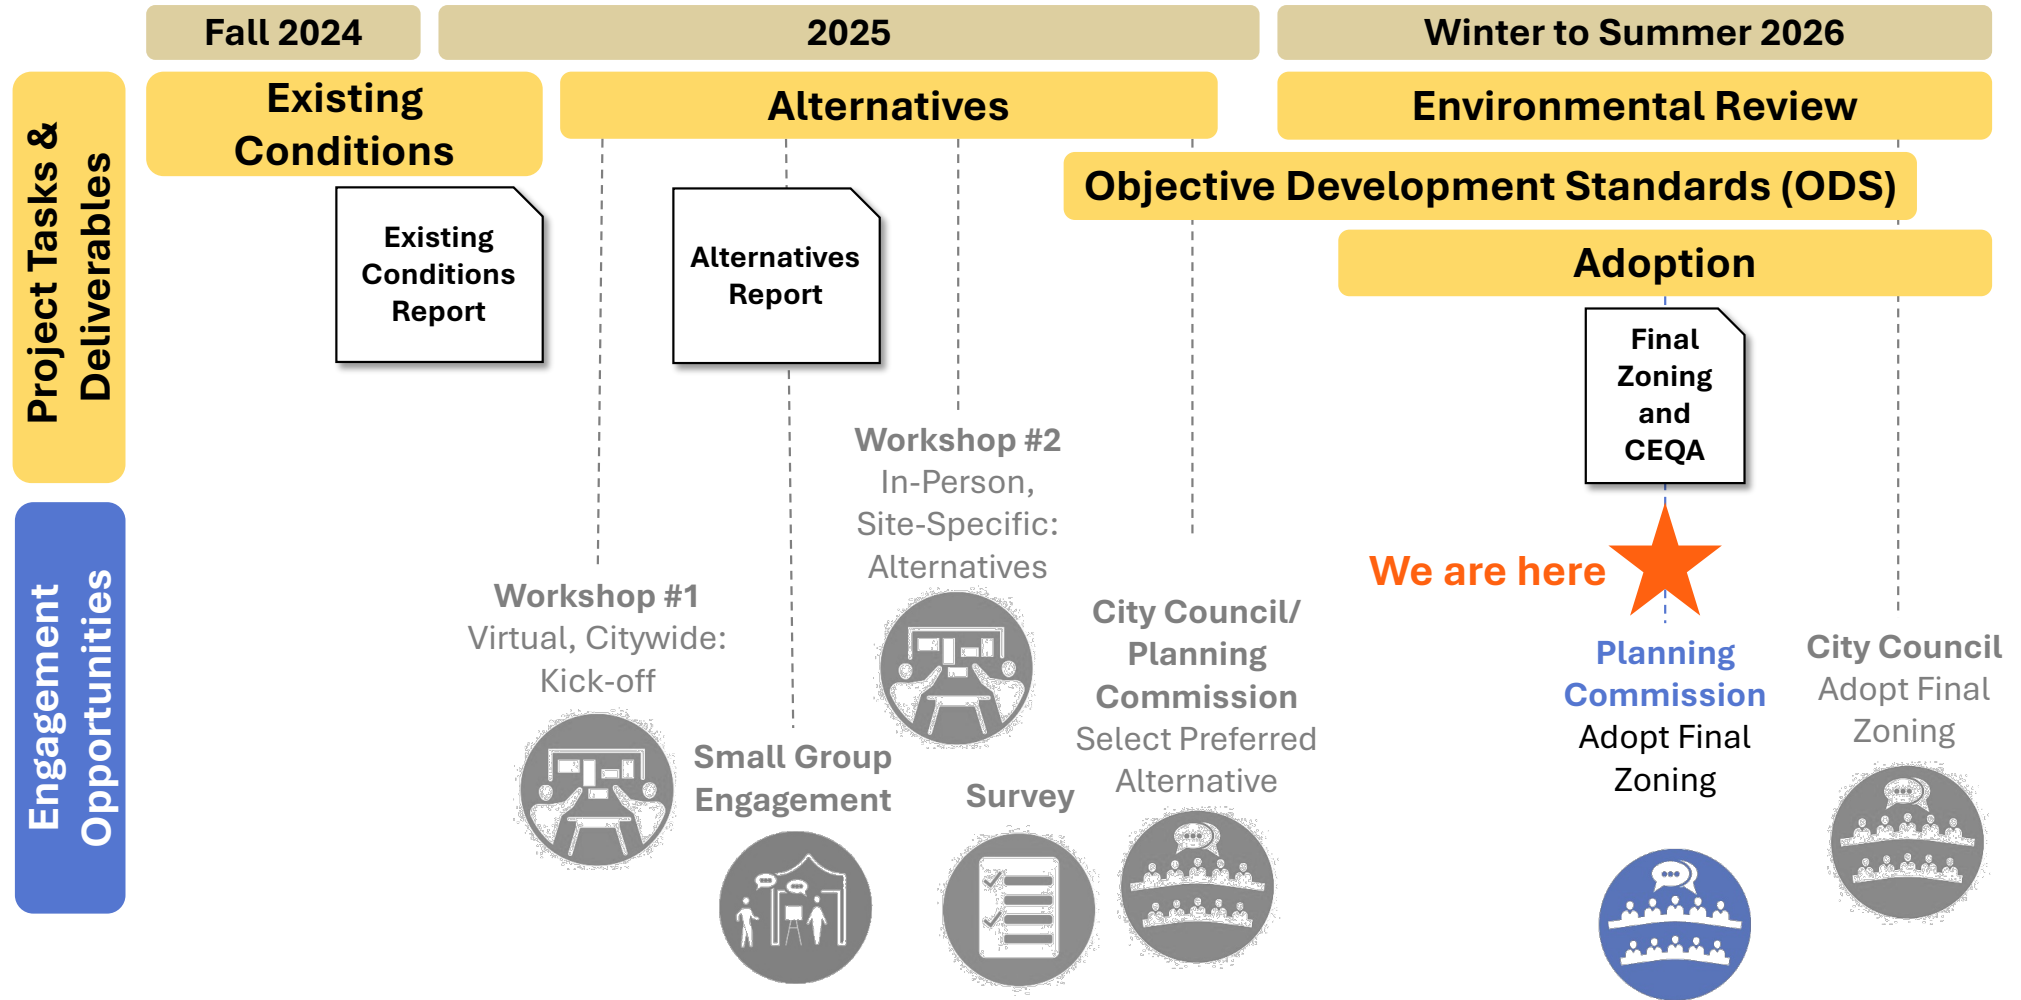 Fall 2024
2025
Winter to Summer 2026
Project Tasks &
Deliverables
Existing
Conditions
Alternatives
Environmental Review
Objective Development Standards (ODS)
Adoption
Existing
Conditions
Report
Alternatives
Report
Final
Zoning
and
CEQA
Engagement
Opportunities
Workshop #1
Virtual, Citywide:
Kick-off
Small Group
Engagement
Workshop #2
In-Person,
Site-Specific:
Alternatives
Survey
City Council/
Planning
Commission
Select Preferred
Alternative
We are here
Planning
Commission
Adopt Final
Zoning
City Council
Adopt Final
Zoning